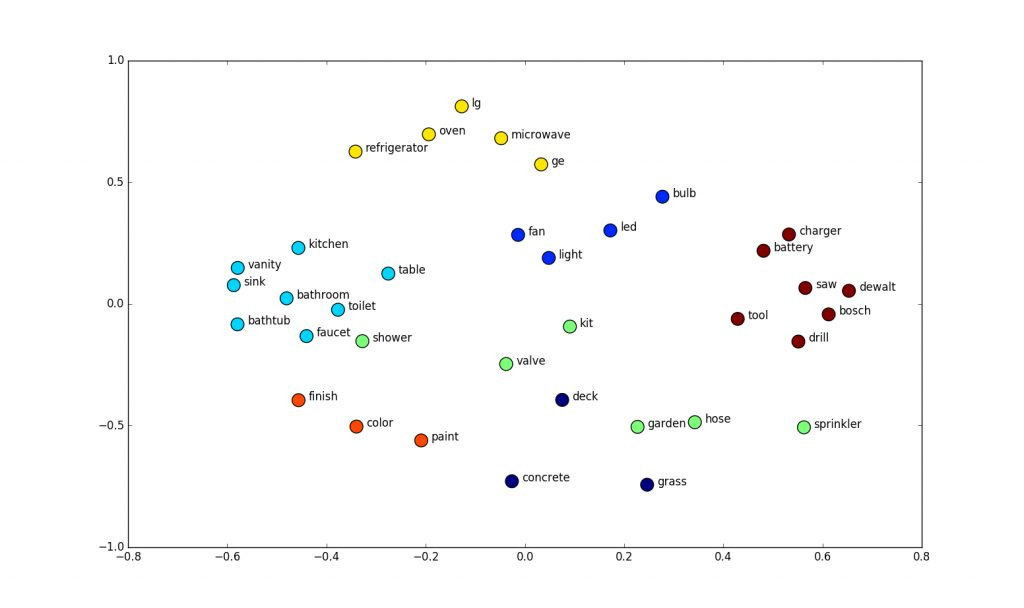 1.0
lg
oven
microwave
refrigerator
ge
0.5
bulb
led
fan
charger
kitchen
battery
light
vanity
table
sink
saw
dewalt
bathroom
0.0
toilet
bosch
tool
bathtub
kit
faucet
shower
drill
valve
finish
deck
hose
garden
color
−0.5
sprinkler
paint
concrete
grass
−1.0
−0.8 −0.6 −0.4 −0.2 0.0 0.2 0.4 0.6 0.8